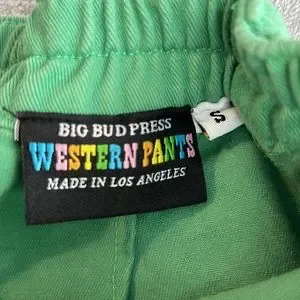 BIG BUD PRESS
WESTERN PANTS
MADE IN LOS ANGELES
S